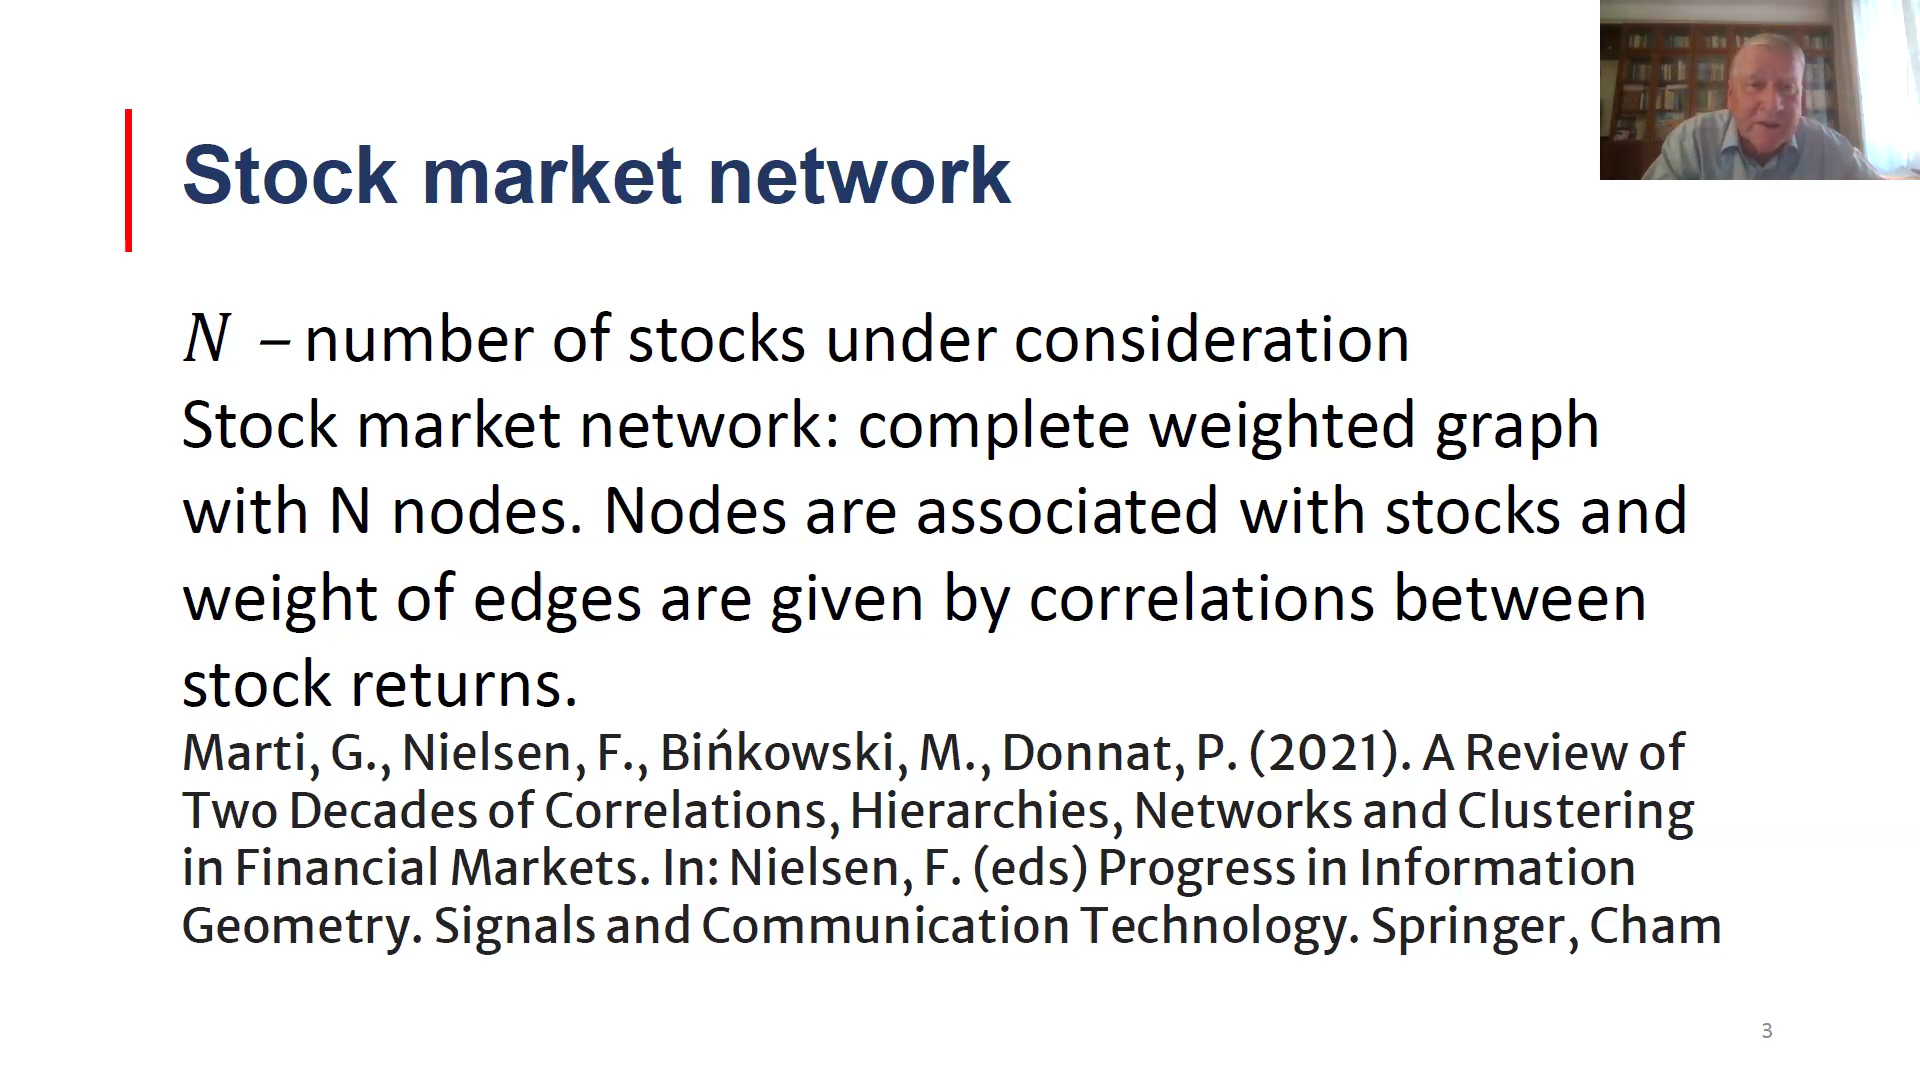 Stock market network
N – number of stocks under consideration
Stock market network: complete weighted graph
with N nodes. Nodes are associated with stocks and
weight of edges are given by correlations between
stock returns.
Marti, G., Nielsen, F., Bińkowski, M., Donnat, P. (2021). A Review of
Two Decades of Correlations, Hierarchies, Networks and Clustering
in Financial Markets. In: Nielsen, F. (eds) Progress in Information
Geometry. Signals and Communication Technology. Springer, Cham
3